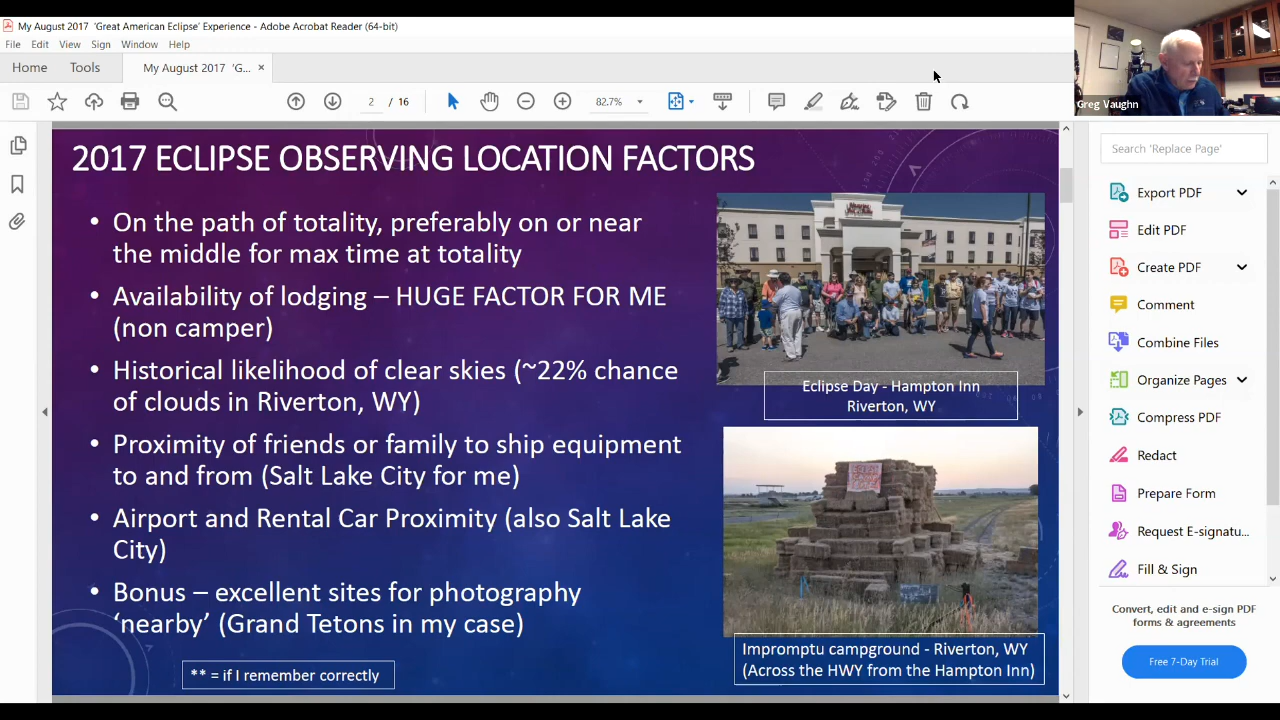 My August 2017 'Great American Eclipse' Experience - Adobe Acrobat Reader (64-bit)
File Edit View Sign Window Help
Home Tools My August 2017 'G... ×
2 / 16 82.7%
Greg Vaughn
2017 ECLIPSE OBSERVING LOCATION FACTORS
• On the path of totality, preferably on or near
the middle for max time at totality
• Availability of lodging – HUGE FACTOR FOR ME
(non camper)
• Historical likelihood of clear skies (~22% chance
of clouds in Riverton, WY)
• Proximity of friends or family to ship equipment
to and from (Salt Lake City for me)
• Airport and Rental Car Proximity (also Salt Lake
City)
• Bonus – excellent sites for photography
'nearby' (Grand Tetons in my case)
** = if I remember correctly
Eclipse Day - Hampton Inn
Riverton, WY
Impromptu campground - Riverton, WY
(Across the HWY from the Hampton Inn)
Search 'Replace Page'
Export PDF
Edit PDF
Create PDF
Comment
Combine Files
Organize Pages
Compress PDF
Redact
Prepare Form
Request E-signatu...
Fill & Sign
Convert, edit and e-sign PDF
forms & agreements
Free 7-Day Trial